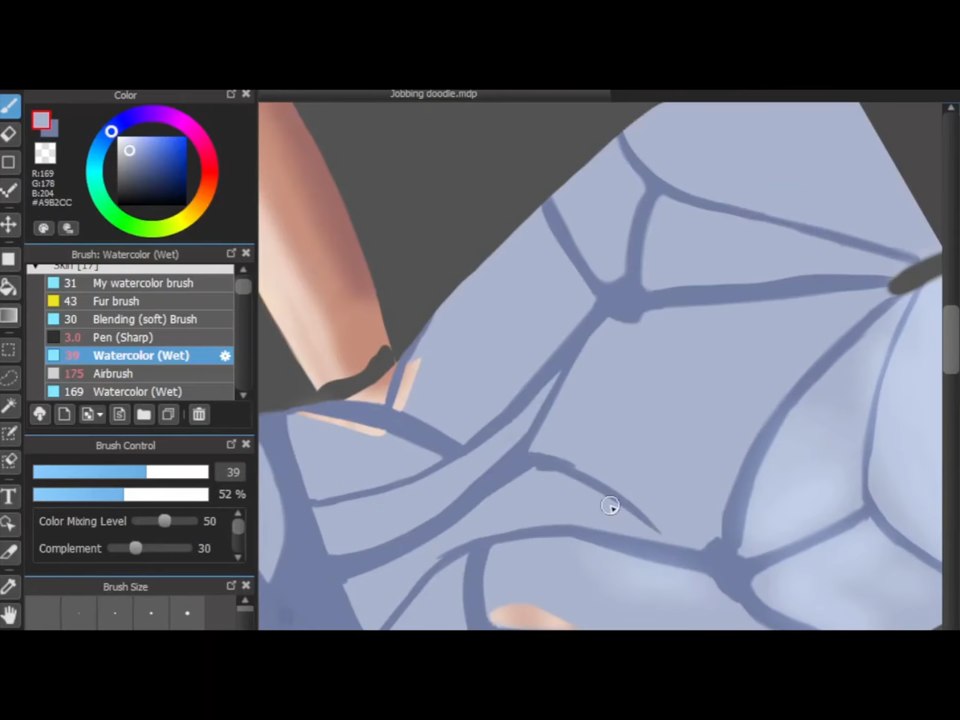 Color
Jobbing doodle.mdp
R:169
G:178
B:204
#A9B2CC
Brush: Watercolor (Wet)
Skin [17]
31 My watercolor brush
43 Fur brush
30 Blending (soft) Brush
3.0 Pen (Sharp)
39 Watercolor (Wet)
175 Airbrush
169 Watercolor (Wet)
Brush Control
39
52 %
Color Mixing Level 50
Complement 30
Brush Size